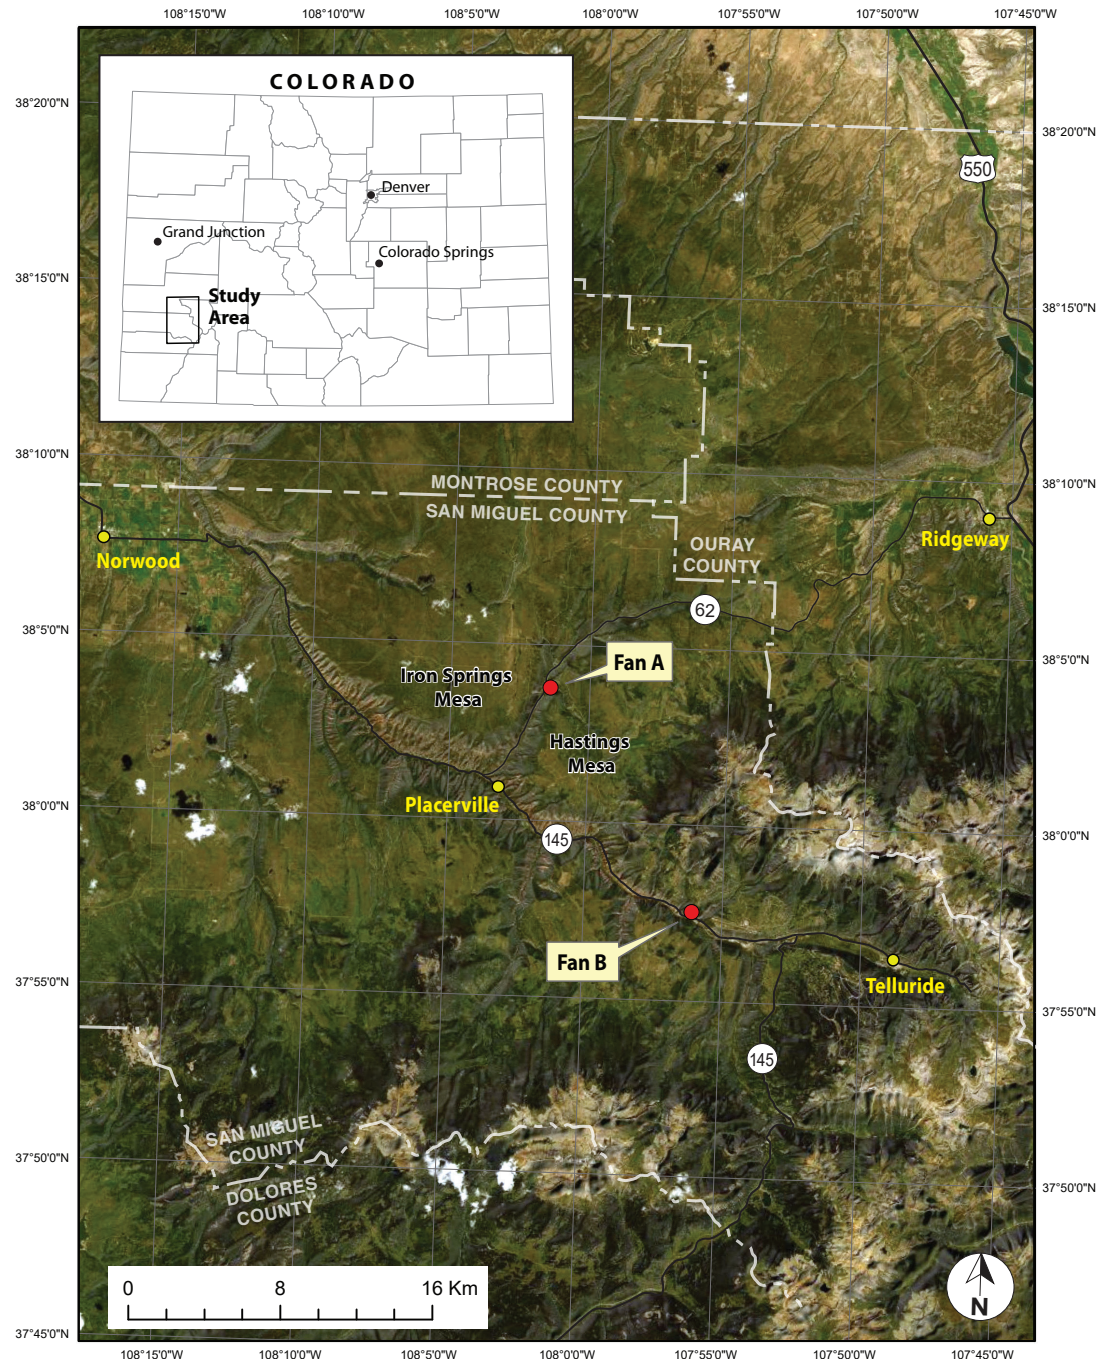 108°15'0"W 108°10'0"W 108°5'0"W 108°0'0"W 107°55'0"W 107°50'0"W 107°45'0"W
COLORADO
38°20'0"N
38°20'0"N
550
Denver
Grand Junction
Colorado Springs
38°15'0"N
Study
Area
38°15'0"N
38°10'0"N
MONTROSE COUNTY
38°10'0"N
SAN MIGUEL COUNTY
Ridgeway
OURAY
COUNTY
Norwood
62
38°5'0"N
Fan A
38°5'0"N
Iron Springs
Mesa
Hastings
Mesa
38°0'0"N
Placerville
145
38°0'0"N
Fan B
37°55'0"N
Telluride
37°55'0"N
145
SAN MIGUEL
COUNTY
37°50'0"N
DOLORES
COUNTY
37°50'0"N
0 8 16 Km
N
37°45'0"N
108°15'0"W 108°10'0"W 108°5'0"W 108°0'0"W 107°55'0"W 107°50'0"W 107°45'0"W